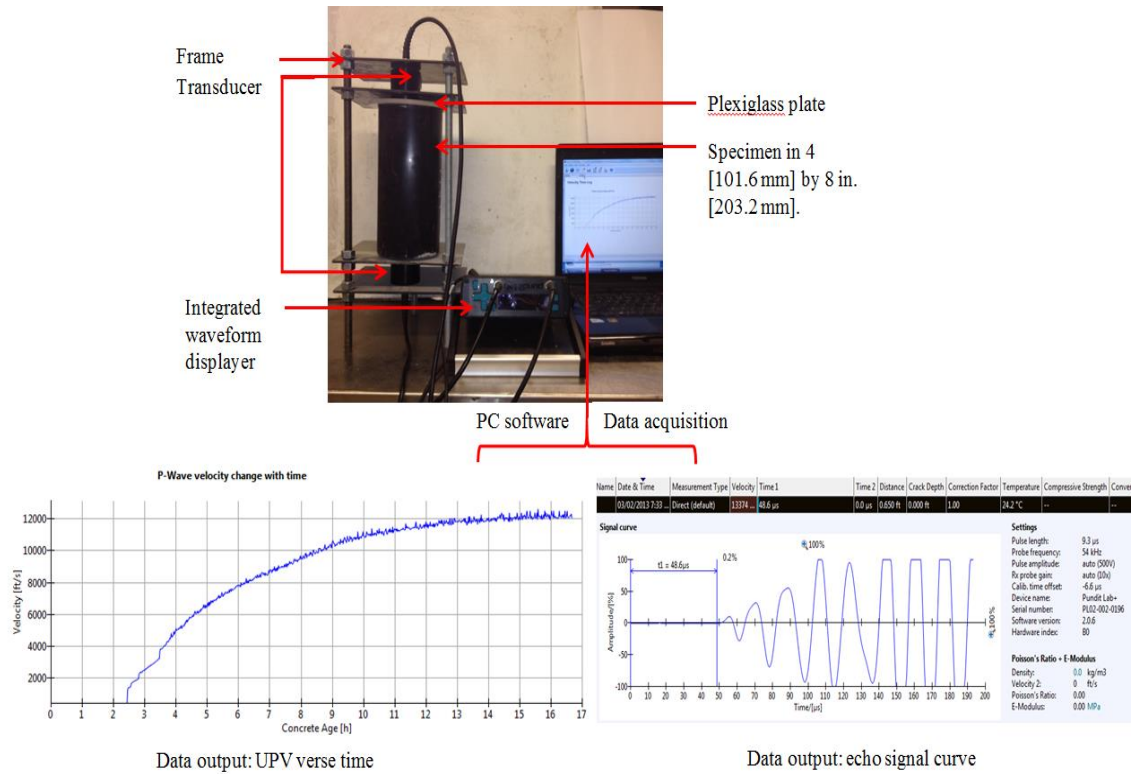 Frame
Transducer
Plexiglass plate
Specimen in 4
[101.6 mm] by 8 in.
[203.2 mm].
Integrated
waveform
displayer
PC software
Data acquisition
P-Wave velocity change with time
Velocity [ft/s]
12000
10000
8000
6000
4000
2000
2 3 4 5 6 7 8 9 10 11 12 13 14 15 16 17
Concrete Age [h]
Data output: UPV verse time
Name Date & Time Measurement Type Velocity Time 1 Time 2 Distance Crack Depth Correction Factor Temperature Compressive Strength Conver
03/02/2013 7:33 ... Direct (default) 13374 ... 48.6 μs 0.0 μs 0.650 ft 0.000 ft 1.00 24.2 °C -- --
Signal curve
100%
0.2%
t1 = 48.6μs
Amplitude/[%]
100
50
0
-50
-100
100%
0 10 20 30 40 50 60 70 80 90 100 110 120 130 140 150 160 170 180 190 200
Time/[μs]
Settings
Pulse length: 9.3 μs
Probe frequency: 54 kHz
Pulse amplitude: auto (500V)
Rx probe gain: auto (10x)
Calib. time offset: -6.6 μs
Device name: Pundit Lab+
Serial number: PL02-002-0196
Software version: 2.0.6
Hardware index: B0
Poisson's Ratio + E-Modulus
Density: 0.0 kg/m3
Velocity 2: 0 ft/s
Poisson's Ratio: 0.00
E-Modulus: 0.00 MPa
Data output: echo signal curve